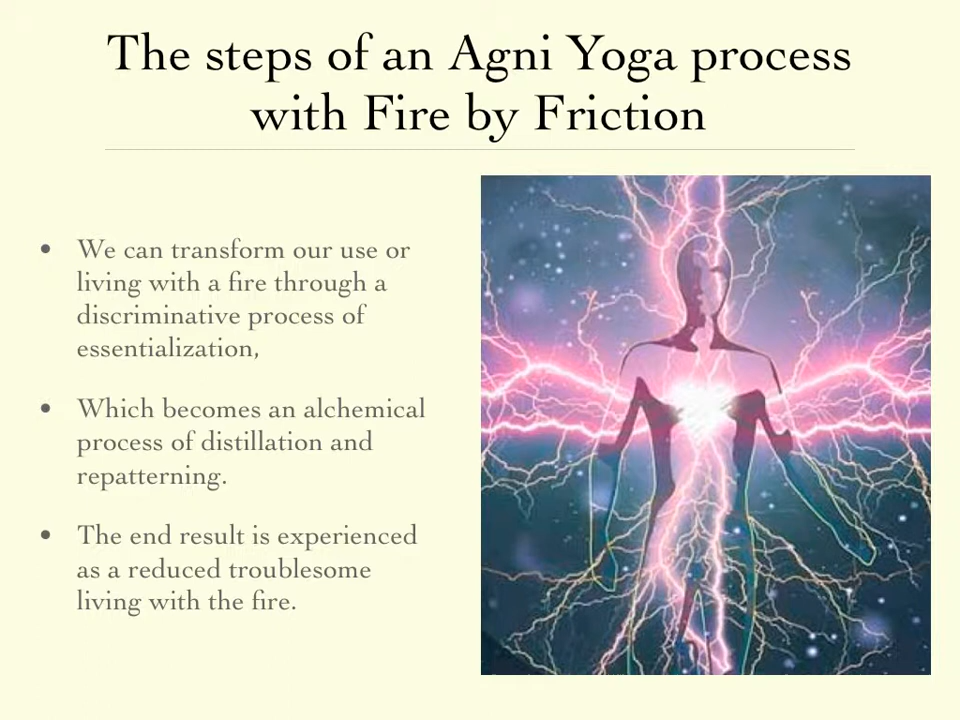 The steps of an Agni Yoga process
with Fire by Friction
• We can transform our use or
living with a fire through a
discriminative process of
essentialization,
• Which becomes an alchemical
process of distillation and
repatterning.
• The end result is experienced
as a reduced troublesome
living with the fire.